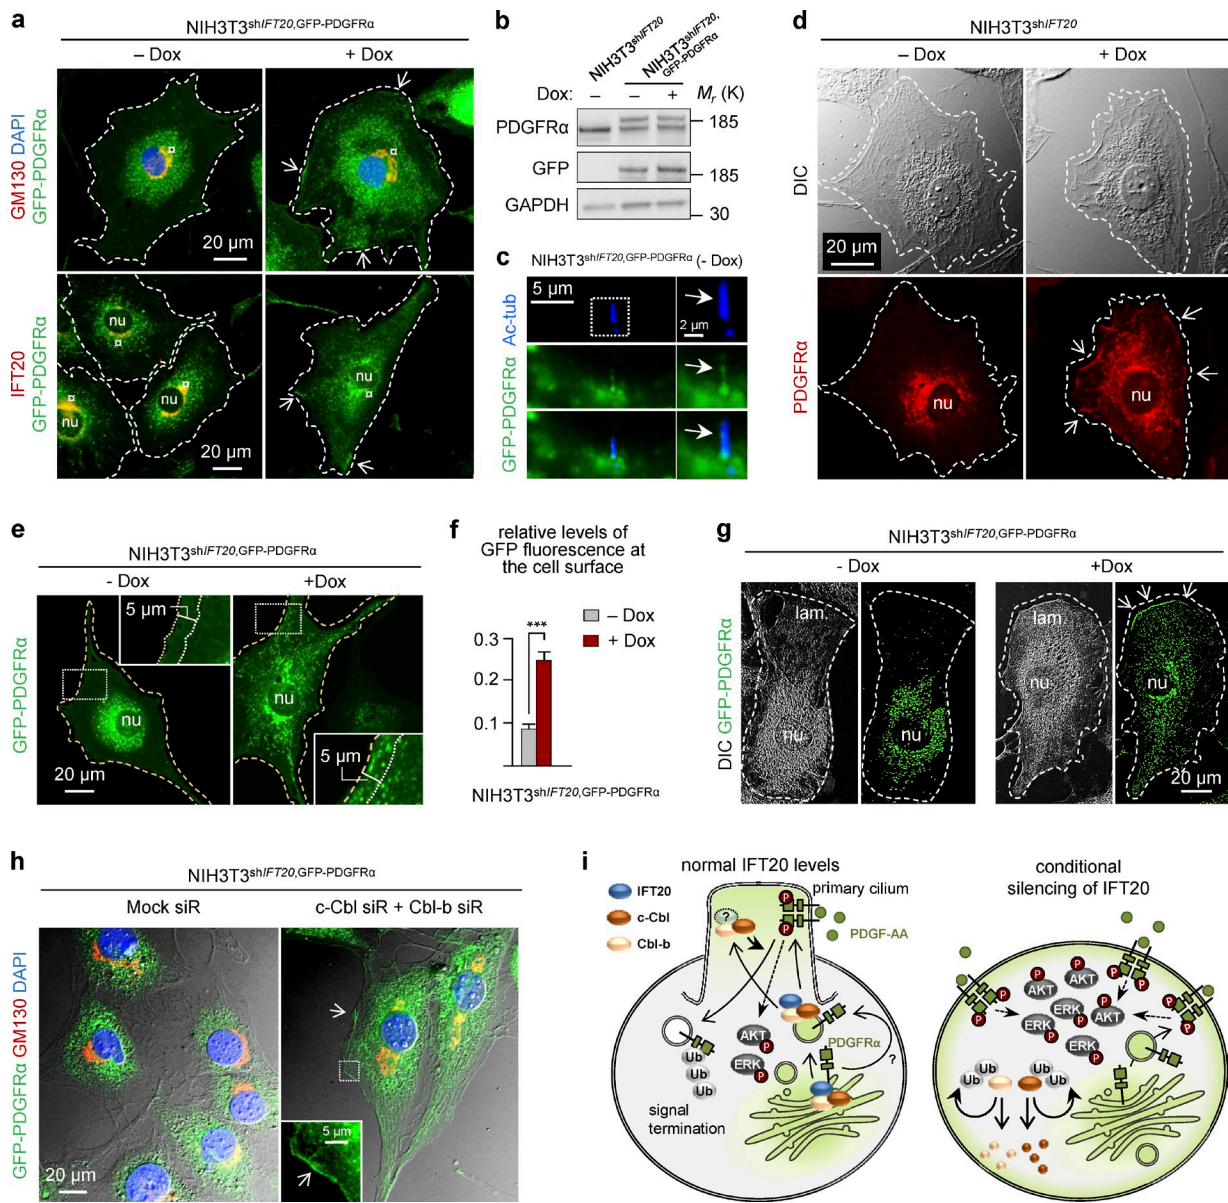 a
NIH3T3shIFT20,GFP-PDGFRα
– Dox
+ Dox
GM130 DAPI
GFP-PDGFRα
¤
¤
20 µm
20 µm
IFT20
GFP-PDGFRα
nu
¤
¤
nu
¤
nu
nu
¤
20 µm
20 µm
b
NIH3T3shIFT20
NIH3T3shIFT20,
GFP-PDGFRα
Dox: – – + Mr (K)
PDGFRα
185
GFP
185
GAPDH
30
c
NIH3T3shIFT20,GFP-PDGFRα (- Dox)
5 µm
2 µm
GFP-PDGFRα Ac-tub
d
NIH3T3shIFT20
– Dox
+ Dox
DIC
20 µm
PDGFRα
nu
nu
e
NIH3T3shIFT20,GFP-PDGFRα
- Dox
+Dox
GFP-PDGFRα
5 µm
nu
20 µm
nu
5 µm
f
relative levels of
GFP fluorescence at
the cell surface
– Dox
+ Dox
***
0.3
0.2
0.1
NIH3T3shIFT20,GFP-PDGFRα
g
NIH3T3shIFT20,GFP-PDGFRα
- Dox
+Dox
DIC GFP-PDGFRα
lam.
nu
nu
lam.
nu
nu
20 µm
h
NIH3T3shIFT20,GFP-PDGFRα
Mock siR
c-Cbl siR + Cbl-b siR
GFP-PDGFRα GM130 DAPI
20 µm
5 µm
i
normal IFT20 levels
conditional
silencing of IFT20
IFT20
c-Cbl
Cbl-b
?
P
P
primary cilium
PDGF-AA
AKT
P
ERK
P
PDGFRα
?
Ub
Ub
Ub
signal
termination
P
P
P
P
P
P
AKT
P
AKT
P
ERK
P
AKT
P
ERK
P
Ub
Ub
Ub
Ub